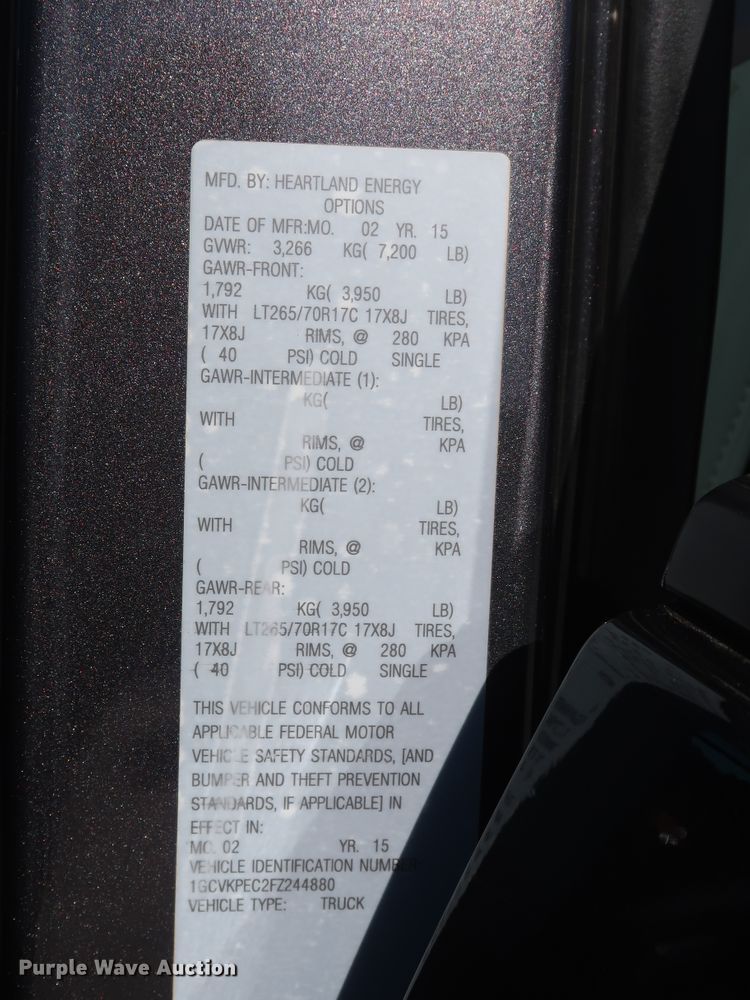 MFD. BY: HEARTLAND ENERGY
OPTIONS
DATE OF MFR:MO. 02 YR. 15
GVWR: 3,266 KG( 7,200 LB)
GAWR-FRONT:
1,792 KG( 3,950 LB)
WITH LT265/70R17C 17X8J TIRES,
17X8J RIMS, @ 280 KPA
( 40 PSI) COLD SINGLE
GAWR-INTERMEDIATE (1):
KG( LB)
WITH TIRES,
RIMS, @ KPA
( PSI) COLD
GAWR-INTERMEDIATE (2):
KG( LB)
WITH TIRES,
RIMS, @ KPA
( PSI) COLD
GAWR-REAR:
1,792 KG( 3,950 LB)
WITH LT265/70R17C 17X8J TIRES,
17X8J RIMS, @ 280 KPA
( 40 PSI) COLD SINGLE
THIS VEHICLE CONFORMS TO ALL
APPLICABLE FEDERAL MOTOR
VEHICLE SAFETY STANDARDS, [AND
BUMPER AND THEFT PREVENTION
STANDARDS, IF APPLICABLE] IN
EFFECT IN:
MO. 02 YR. 15
VEHICLE IDENTIFICATION NUMBER
1GCVKPEC2FZ244880
VEHICLE TYPE: TRUCK
Purple Wave Auction